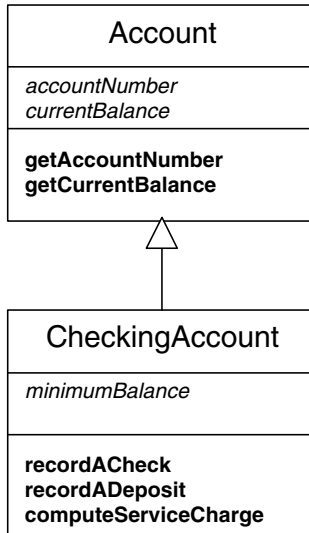 Account
accountNumber
currentBalance
getAccountNumber
getCurrentBalance
CheckingAccount
minimumBalance
recordACheck
recordADeposit
computeServiceCharge